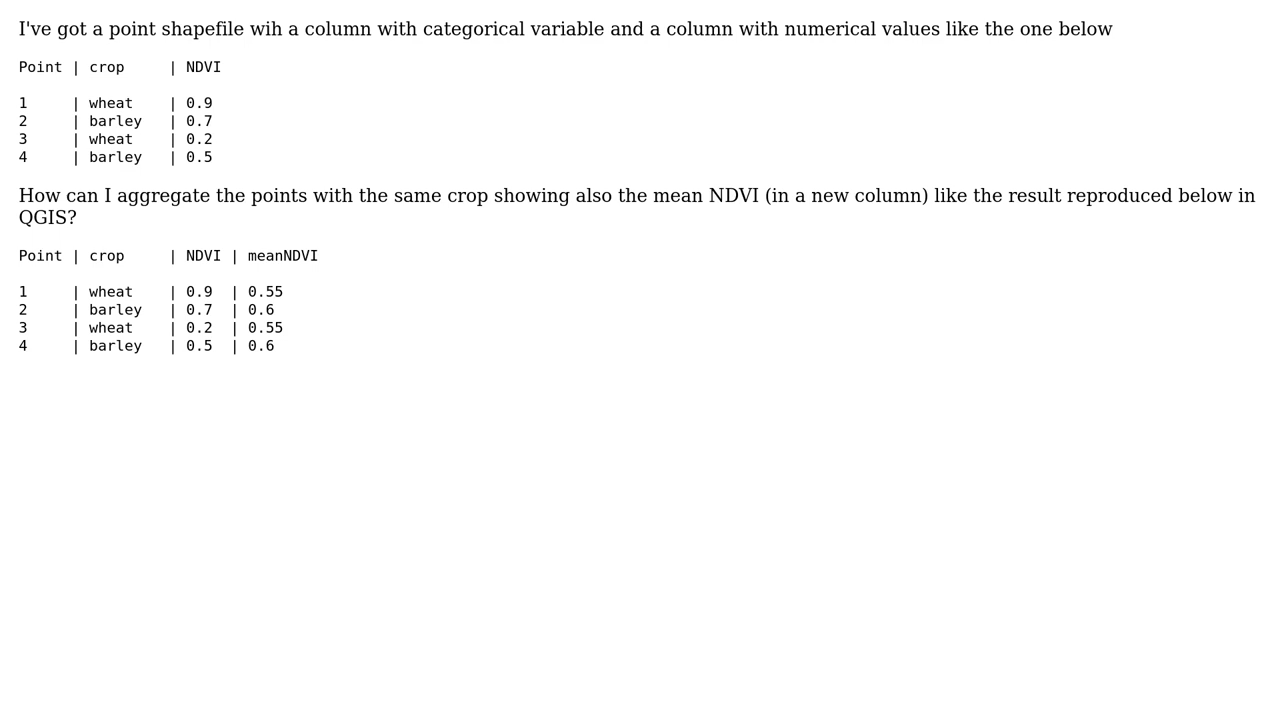 I've got a point shapefile wih a column with categorical variable and a column with numerical values like the one below
Point | crop     | NDVI
1     | wheat    | 0.9
2     | barley   | 0.7
3     | wheat    | 0.2
4     | barley   | 0.5
How can I aggregate the points with the same crop showing also the mean NDVI (in a new column) like the result reproduced below in
QGIS?
Point | crop     | NDVI | meanNDVI
1     | wheat    | 0.9  | 0.55
2     | barley   | 0.7  | 0.6
3     | wheat    | 0.2  | 0.55
4     | barley   | 0.5  | 0.6